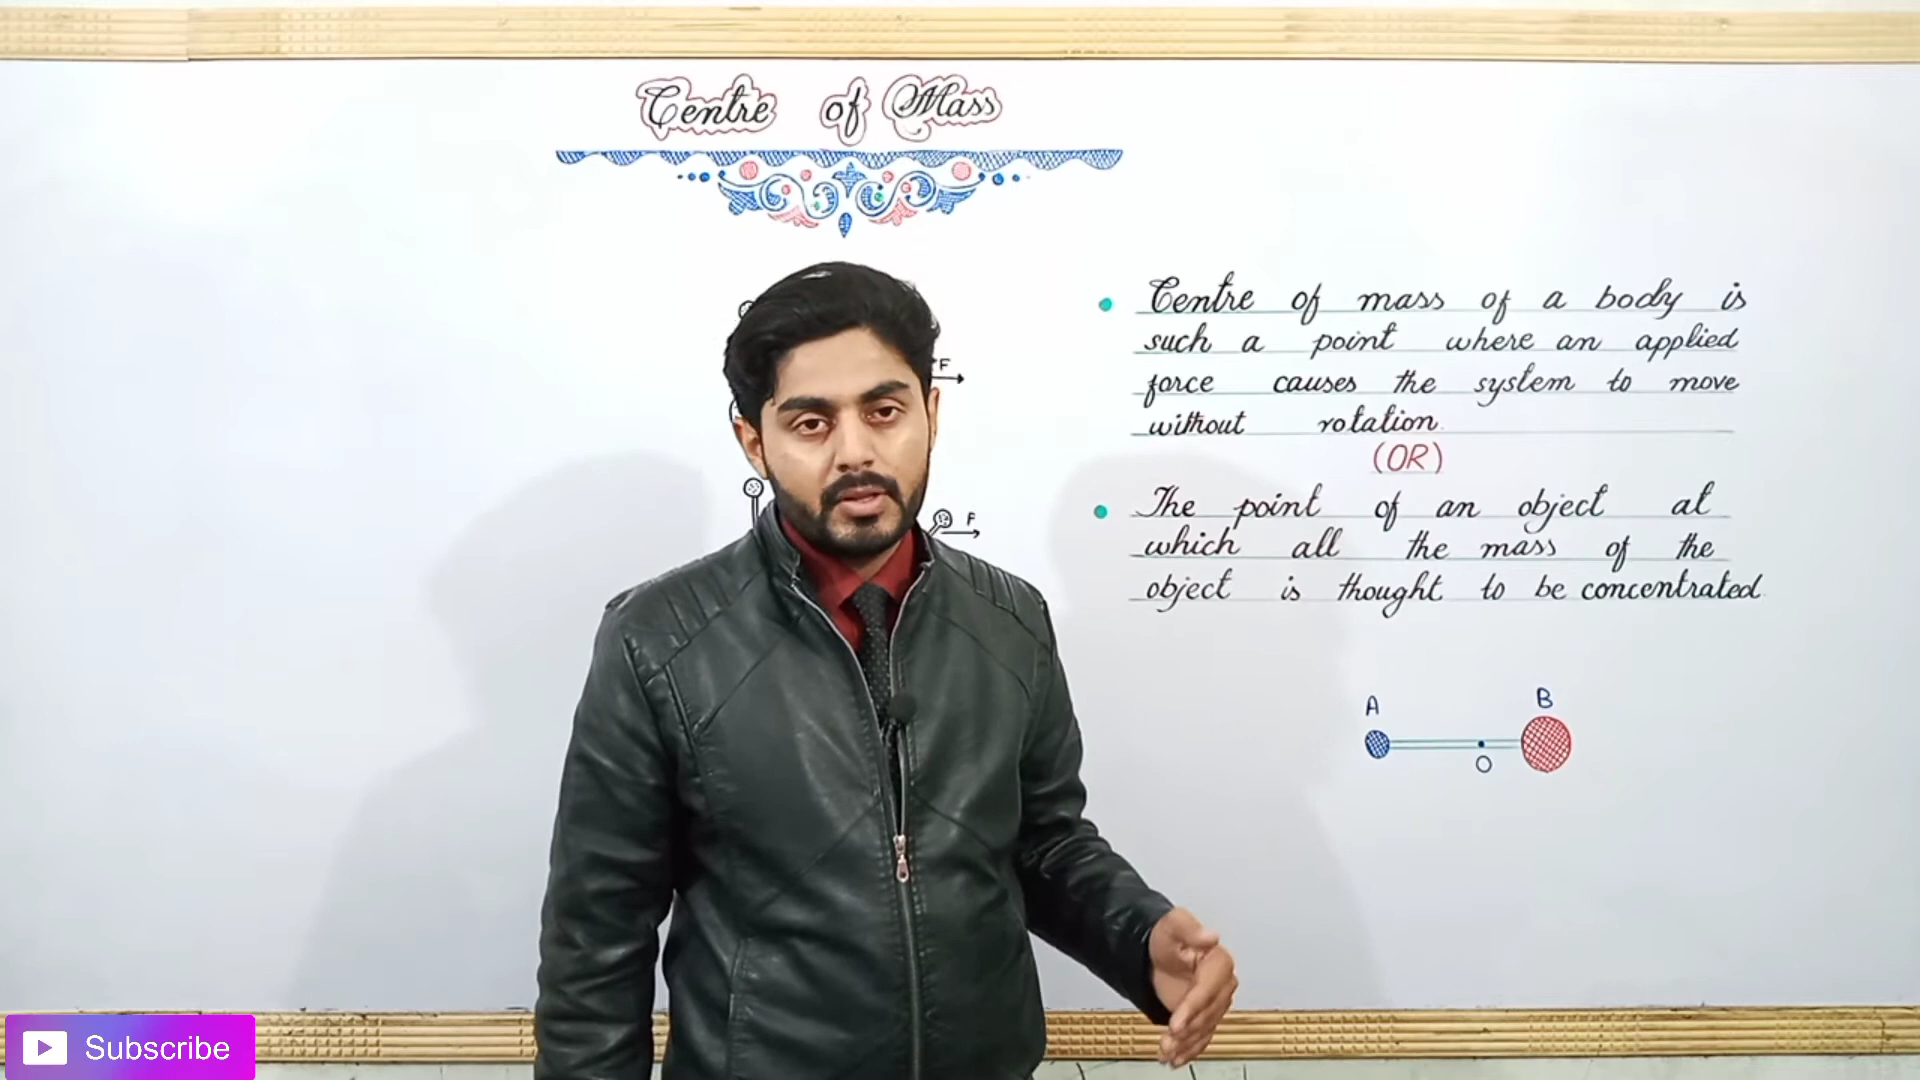 Centre of Mass
F
F
Centre of mass of a body is
such a point where an applied
force causes the system to move
without rotation.
(OR)
The point of an object at
which all the mass of the
object is thought to be concentrated
A
B
O
Subscribe